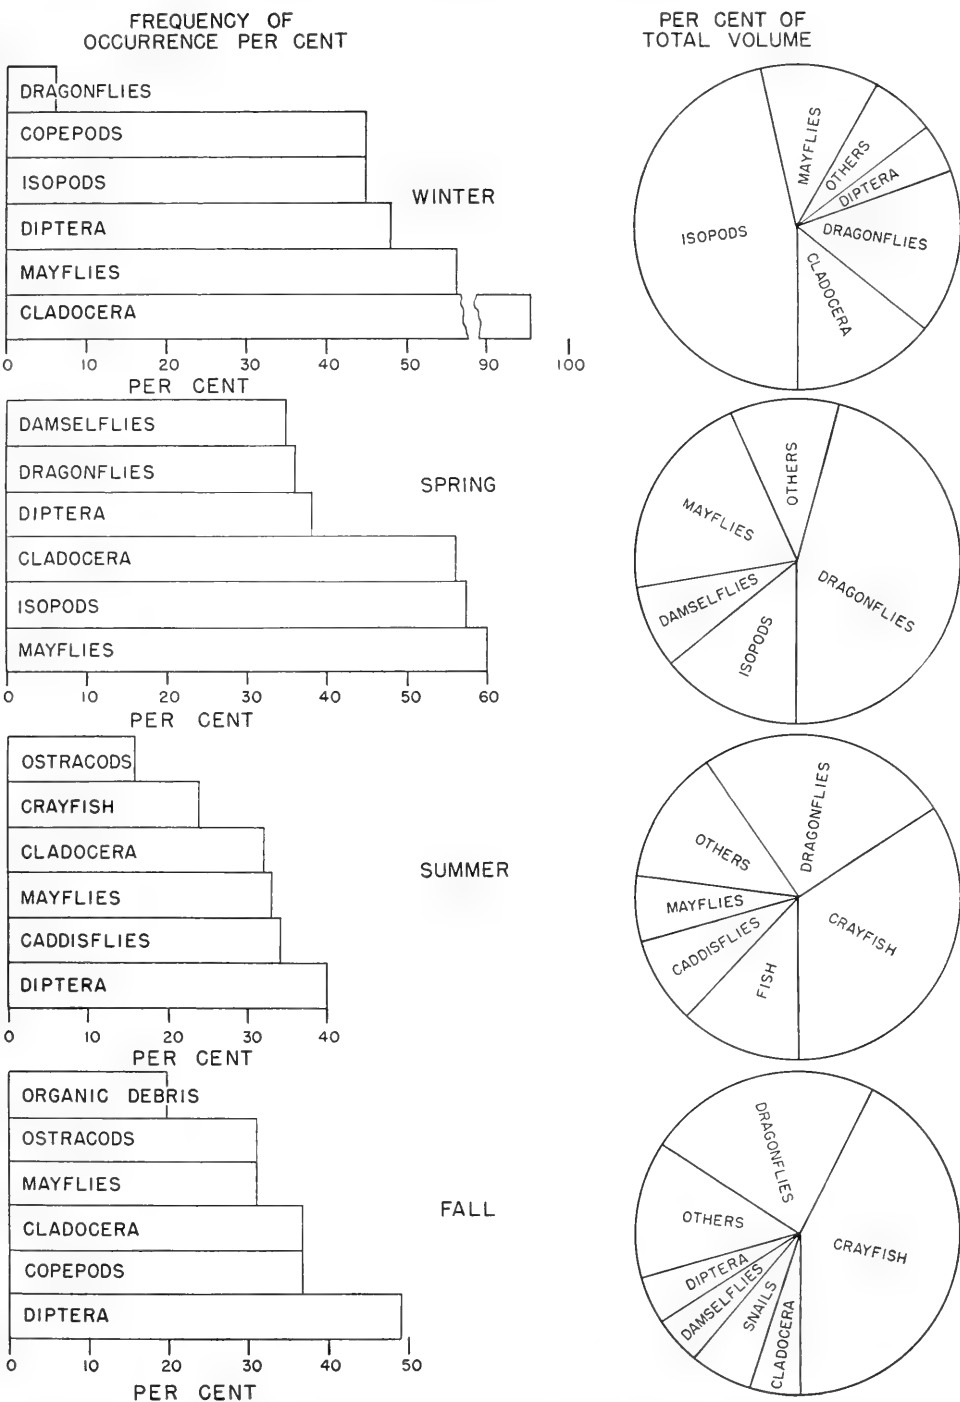 FREQUENCY OF
OCCURRENCE PER CENT
PER CENT OF
TOTAL VOLUME
DRAGONFLIES
COPEPODS
ISOPODS
DIPTERA
MAYFLIES
CLADOCERA
0 10 20 30 40 50 90 100
PER CENT
WINTER
MAYFLIES
OTHERS
DIPTERA
DRAGONFLIES
CLADOCERA
ISOPODS
DAMSELFLIES
DRAGONFLIES
DIPTERA
CLADOCERA
ISOPODS
MAYFLIES
0 10 20 30 40 50 60
PER CENT
SPRING
OTHERS
MAYFLIES
DAMSELFLIES
ISOPODS
DRAGONFLIES
OSTRACODS
CRAYFISH
CLADOCERA
MAYFLIES
CADDISFLIES
DIPTERA
0 10 20 30 40
PER CENT
SUMMER
DRAGONFLIES
OTHERS
MAYFLIES
CADDISFLIES
FISH
CRAYFISH
ORGANIC DEBRIS
OSTRACODS
MAYFLIES
CLADOCERA
COPEPODS
DIPTERA
0 10 20 30 40 50
PER CENT
FALL
DRAGONFLIES
OTHERS
DIPTERA
DAMSELFLIES
SNAILS
CLADOCERA
CRAYFISH